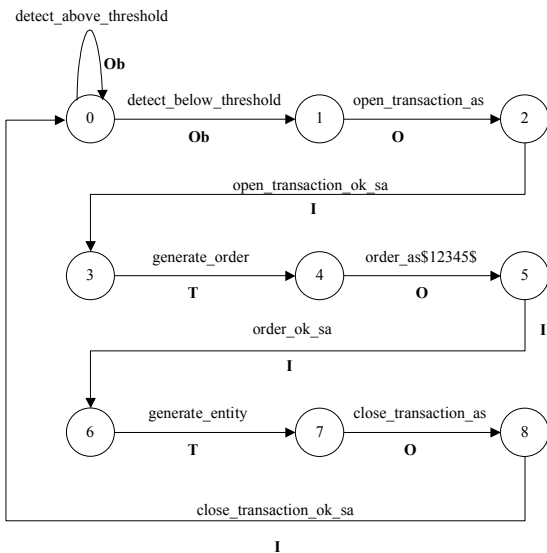 detect_above_threshold
Ob
0
detect_below_threshold
Ob
1
open_transaction_as
O
2
open_transaction_ok_sa
I
3
generate_order
T
4
order_as$12345$
O
5
order_ok_sa
I
I
6
generate_entity
T
7
close_transaction_as
O
8
close_transaction_ok_sa
I